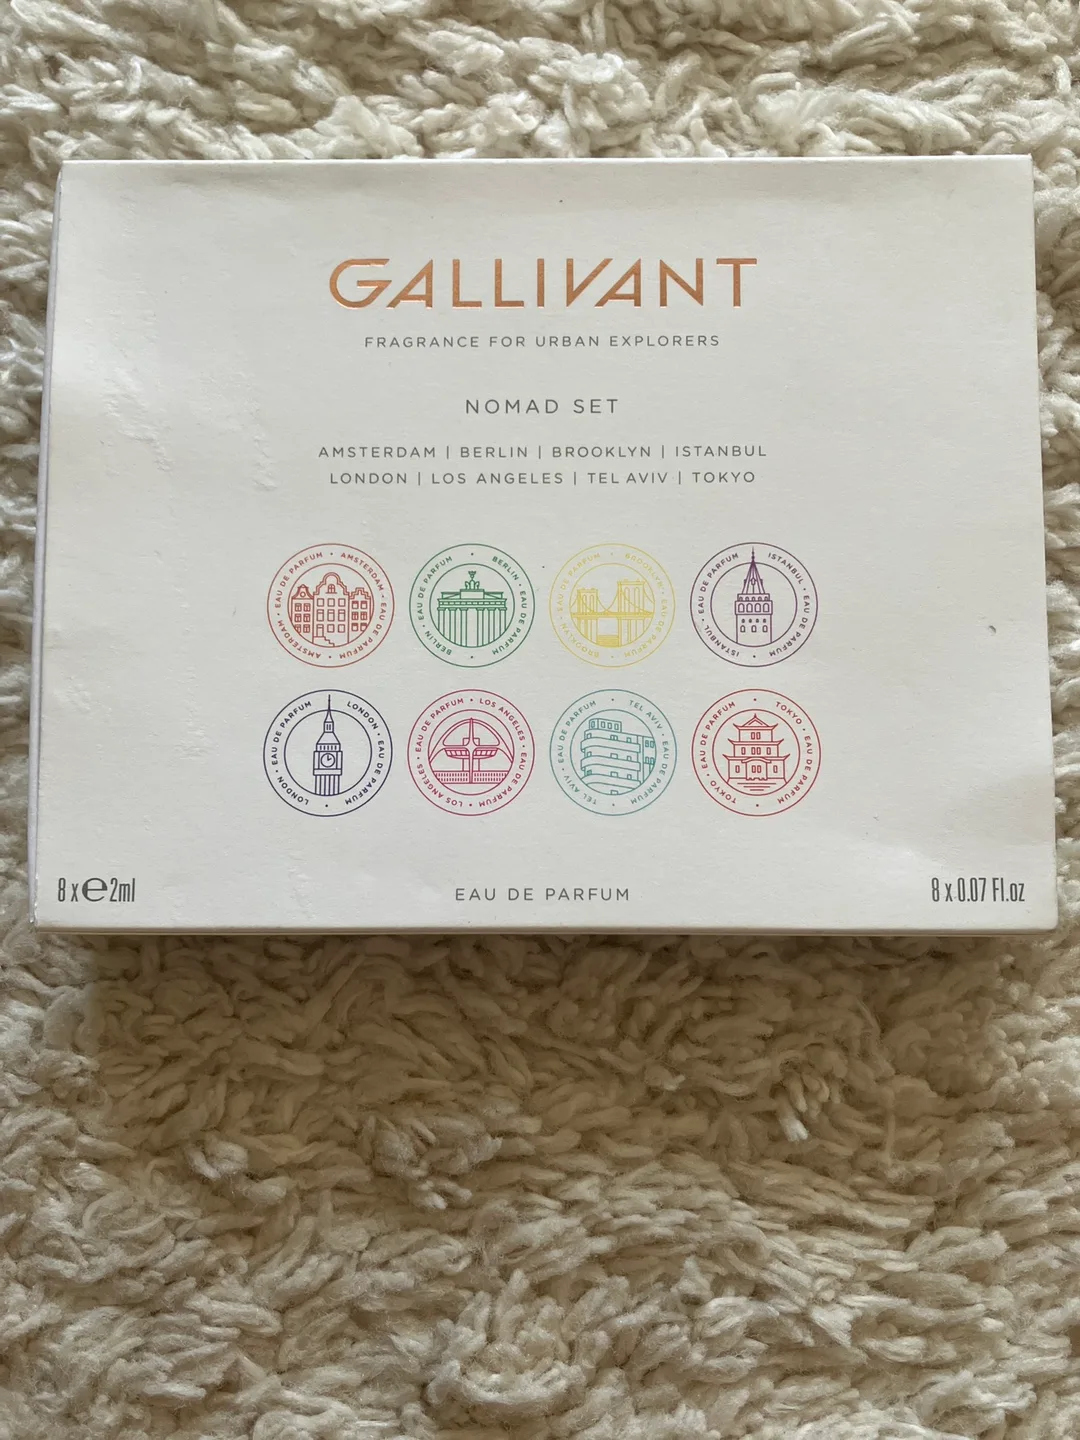 GALLIVANT
FRAGRANCE FOR URBAN EXPLORERS
NOMAD SET
AMSTERDAM | BERLIN | BROOKLYN | ISTANBUL
LONDON | LOS ANGELES | TEL AVIV | TOKYO
AMSTERDAM • EAU DE PARFUM • AMSTERDAM • EAU DE PARFUM
BERLIN • EAU DE PARFUM • BERLIN • EAU DE PARFUM
BROOKLYN • EAU DE PARFUM • BROOKLYN • EAU DE PARFUM
ISTANBUL • EAU DE PARFUM • ISTANBUL • EAU DE PARFUM
LONDON • EAU DE PARFUM • LONDON • EAU DE PARFUM
LOS ANGELES • EAU DE PARFUM • LOS ANGELES • EAU DE PARFUM
TEL AVIV • EAU DE PARFUM • TEL AVIV • EAU DE PARFUM
TOKYO • EAU DE PARFUM • TOKYO • EAU DE PARFUM
8 x ℮ 2ml
EAU DE PARFUM
8 x 0.07 Fl.oz